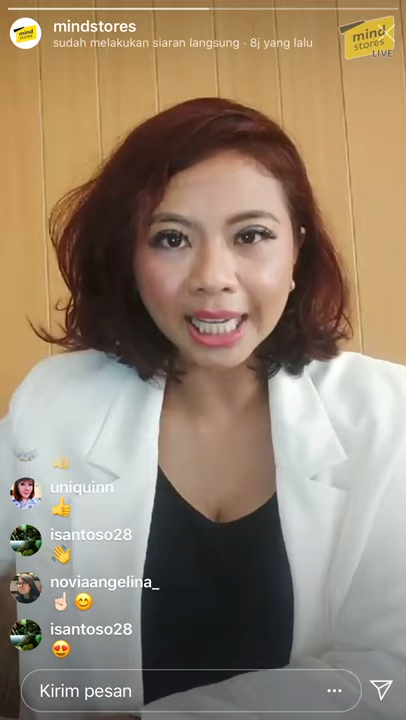 mindstores
sudah melakukan siaran langsung · 8j yang lalu
mind
stores
LIVE
👍
uniquinn
👍
isantoso28
👋
noviaangelina_
☝🏻 😊
isantoso28
😍
Kirim pesan